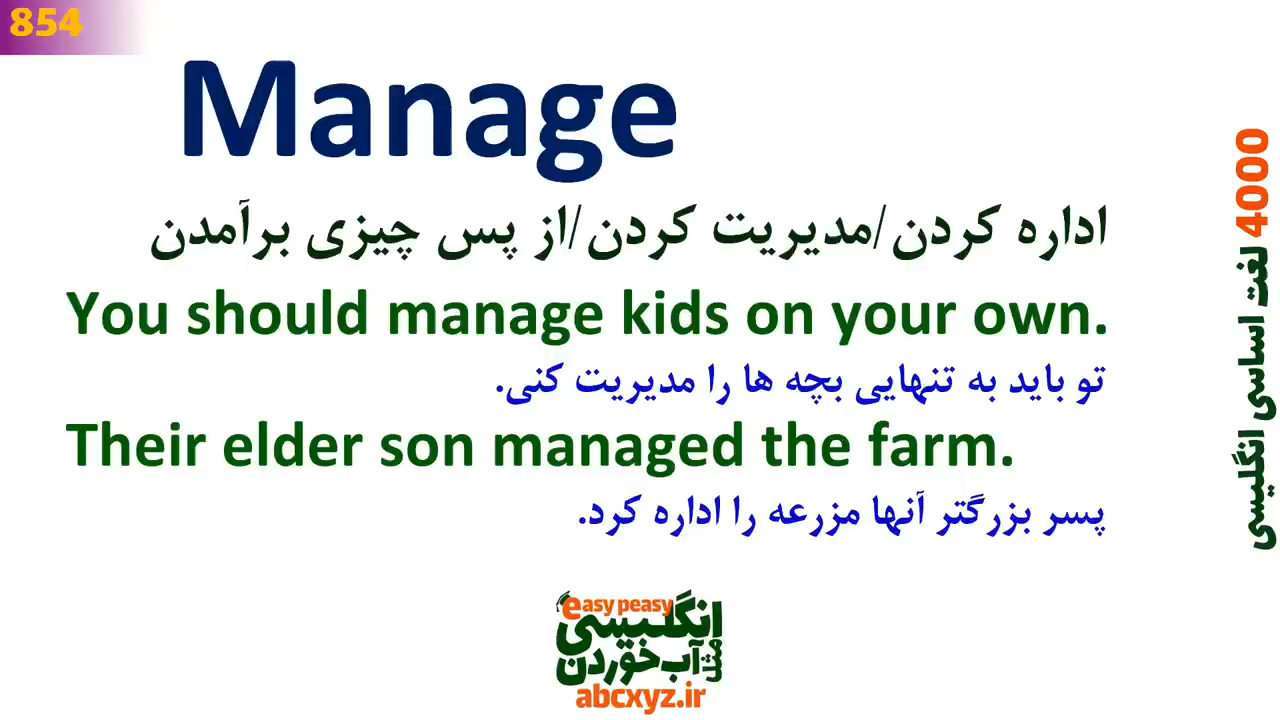 854
Manage
اداره کردن/مدیریت کردن/از پس چیزی برآمدن
You should manage kids on your own.
تو باید به تنهایی بچه ها را مدیریت کنی.
Their elder son managed the farm.
پسر بزرگتر آنها مزرعه را اداره کرد.
4000 لغت اساسی انگلیسی
easy peasy
انگلیسی
مثل آب خوردن
abcxyz.ir